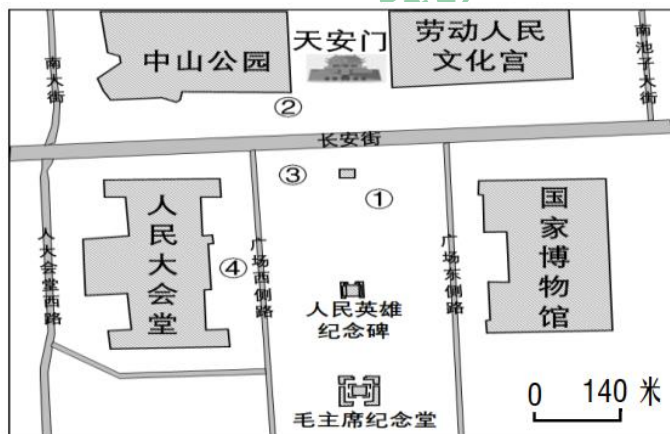 中山公园
天安门
劳动人民
文化宫
南大街
南池子大街
②
长安街
③
①
人民大会堂
国家博物馆
④
广场西侧路
广场东侧路
人大会堂西路
人民英雄
纪念碑
毛主席纪念堂
0 140 米